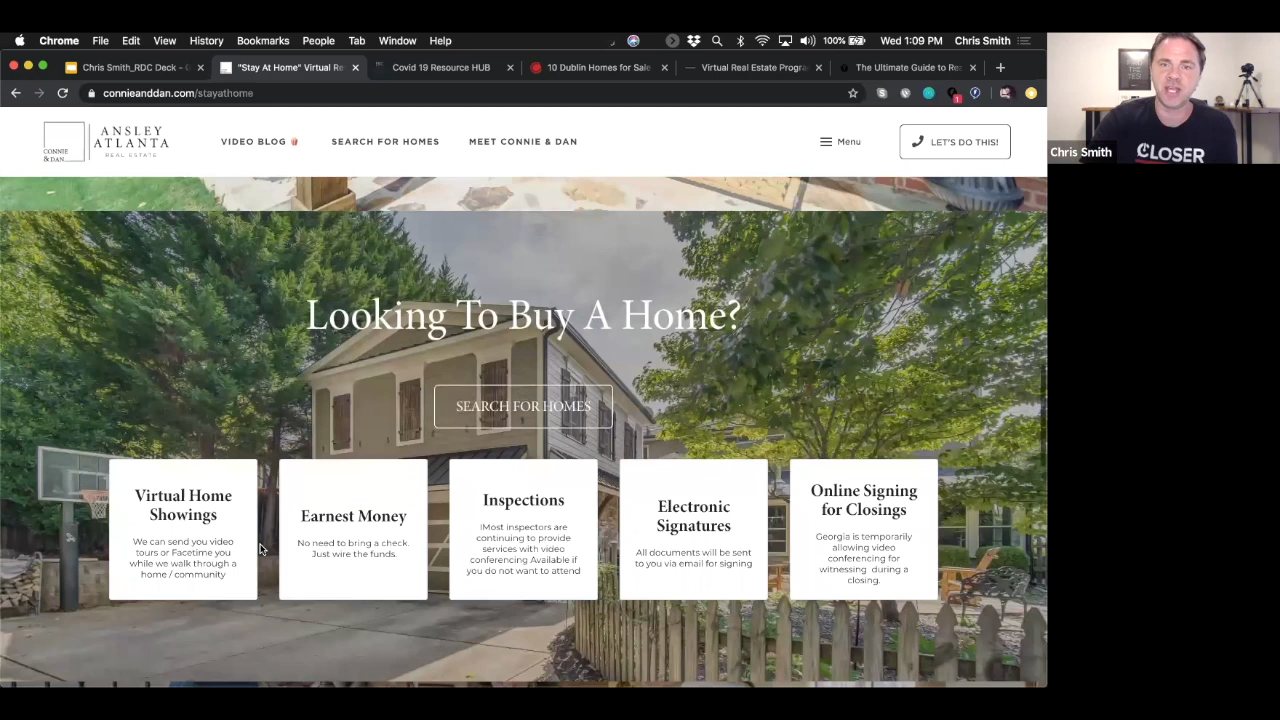 Chrome File Edit View History Bookmarks People Tab Window Help 100% Wed 1:09 PM Chris Smith
Chris Smith_RDC Deck - "Stay At Home" Virtual Re Covid 19 Resource HUB 10 Dublin Homes for Sale Virtual Real Estate Progra The Ultimate Guide to Re
connieanddan.com/stayathome
1
CONNIE
& DAN
ANSLEY
ATLANTA
REAL ESTATE
VIDEO BLOG SEARCH FOR HOMES MEET CONNIE & DAN Menu LET'S DO THIS!
Chris Smith
CLOSER
Looking To Buy A Home?
SEARCH FOR HOMES
Virtual Home
Showings
We can send you video
tours or Facetime you
while we walk through a
home / community
Earnest Money
No need to bring a check.
Just wire the funds.
Inspections
IMost inspectors are
continuing to provide
services with video
conferencing Available if
you do not want to attend
Electronic
Signatures
All documents will be sent
to you via email for signing
Online Signing
for Closings
Georgia is temporarily
allowing video
conferencing for
witnessing during a
closing.